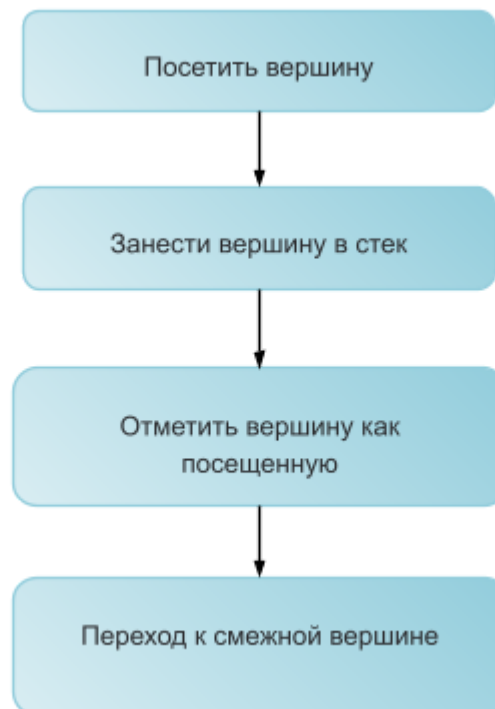 Посетить вершину
Занести вершину в стек
Отметить вершину как
посещенную
Переход к смежной вершине